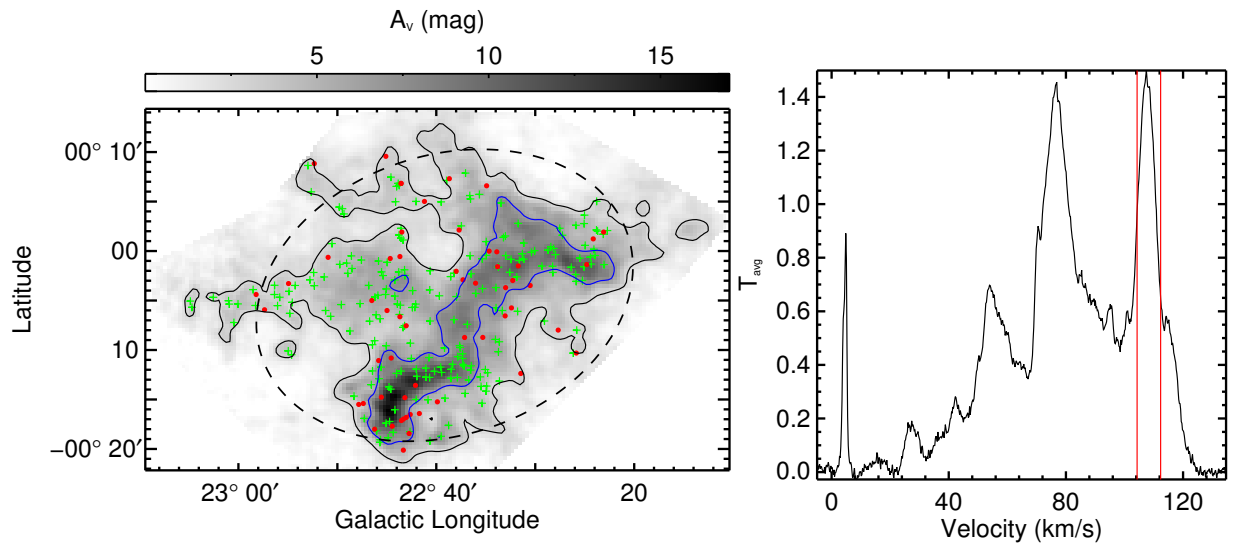 Aᵥ (mag)
5 10 15
00° 10′
00
10
−00° 20′
Latitude
23° 00′ 22° 40′ 20
Galactic Longitude
1.4
1.2
1.0
0.8
0.6
0.4
0.2
0.0
T_avg
0 40 80 120
Velocity (km/s)